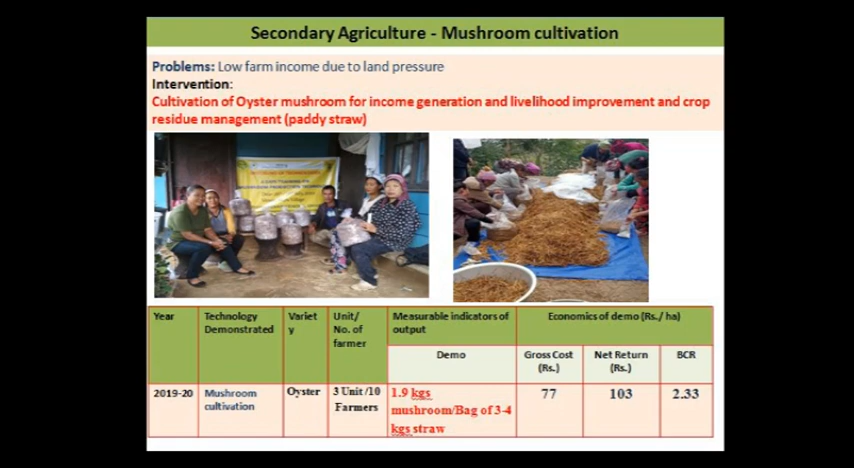 Secondary Agriculture - Mushroom cultivation
Problems: Low farm income due to land pressure
Intervention:
Cultivation of Oyster mushroom for income generation and livelihood improvement and crop
residue management (paddy straw)
Year
Technology
Demonstrated
Variet
y
Unit/
No. of
farmer
Measurable indicators of
output
Economics of demo (Rs./ ha)
Demo
Gross Cost
(Rs.)
Net Return
(Rs.)
BCR
2019-20
Mushroom
cultivation
Oyster
3 Unit /10
Farmers
1.9 kgs
mushroom/Bag of 3-4
kgs straw
77
103
2.33